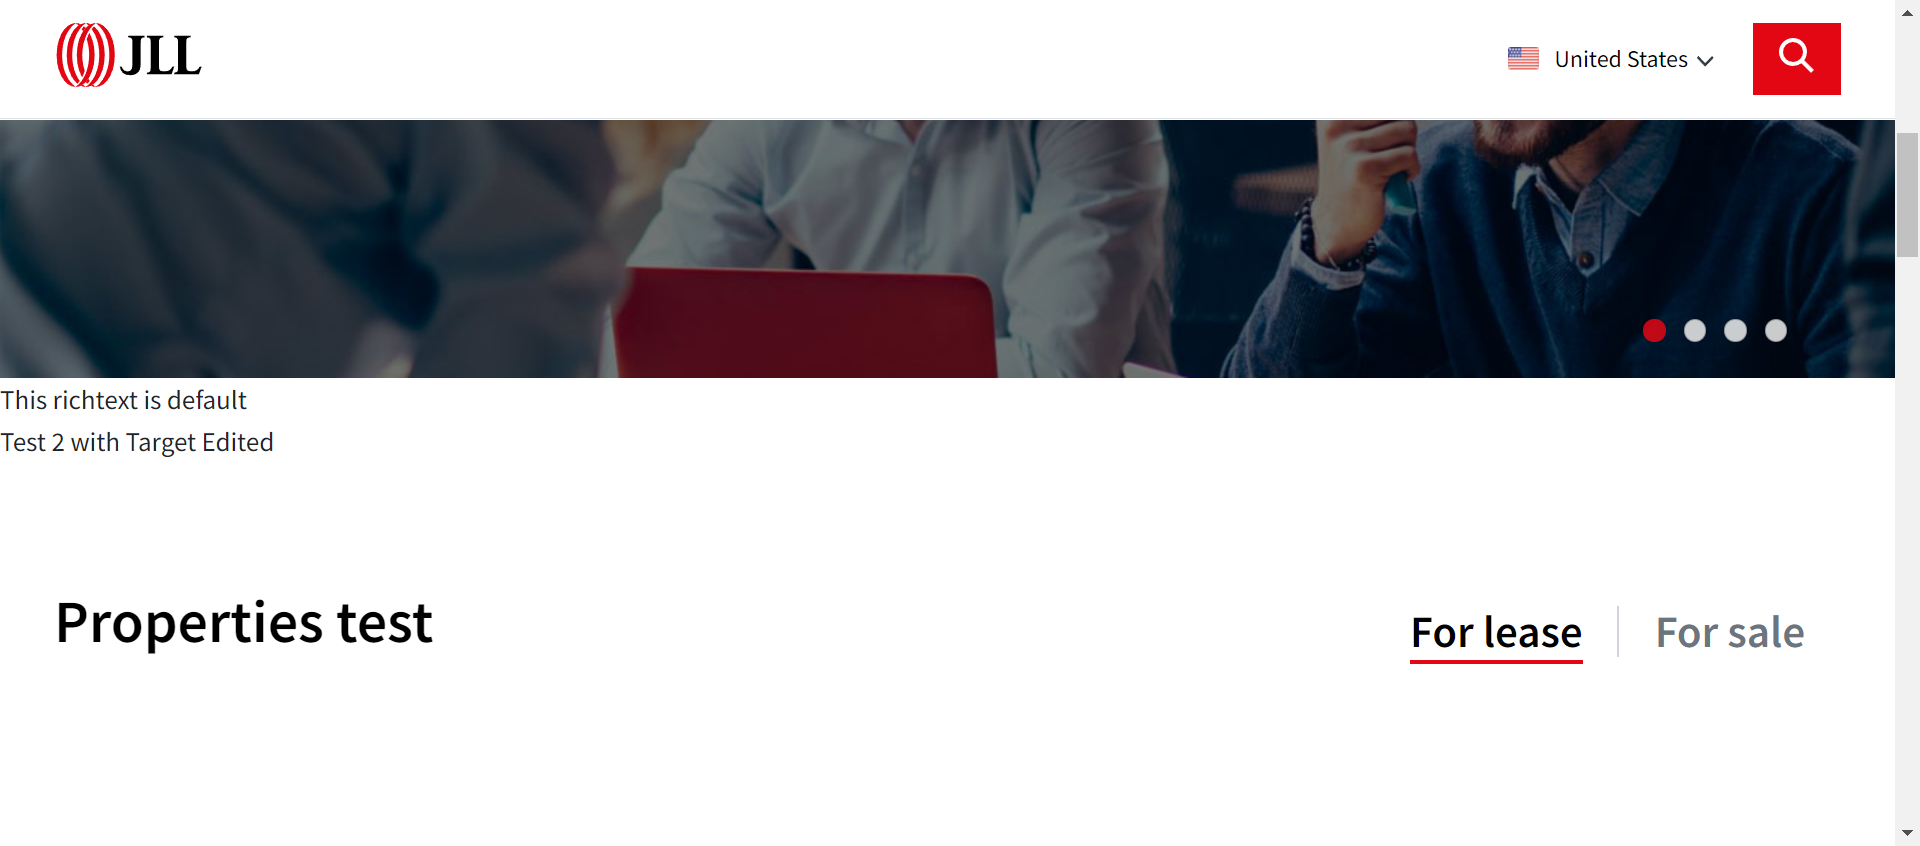 JLL
United States
This richtext is default
Test 2 with Target Edited
Properties test
For lease
For sale